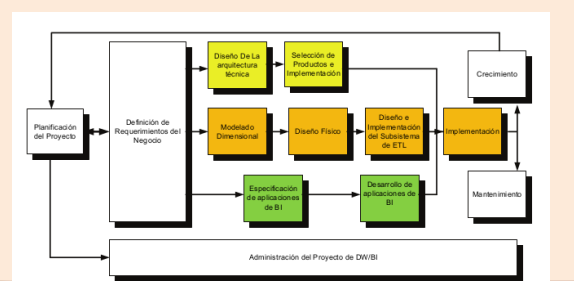 Diseño De La
arquitectura
técnica
Selección de
Productos e
Implementación
Crecimiento
Planificación
del Proyecto
Definición de
Requerimientos del
Negocio
Modelado
Dimensional
Diseño Físico
Diseño e
Implementación
del Subsistema
de ETL
Implementación
Especificación
de aplicaciones
de BI
Desarrollo de
aplicaciones de
BI
Mantenimiento
Administración del Proyecto de DW/BI